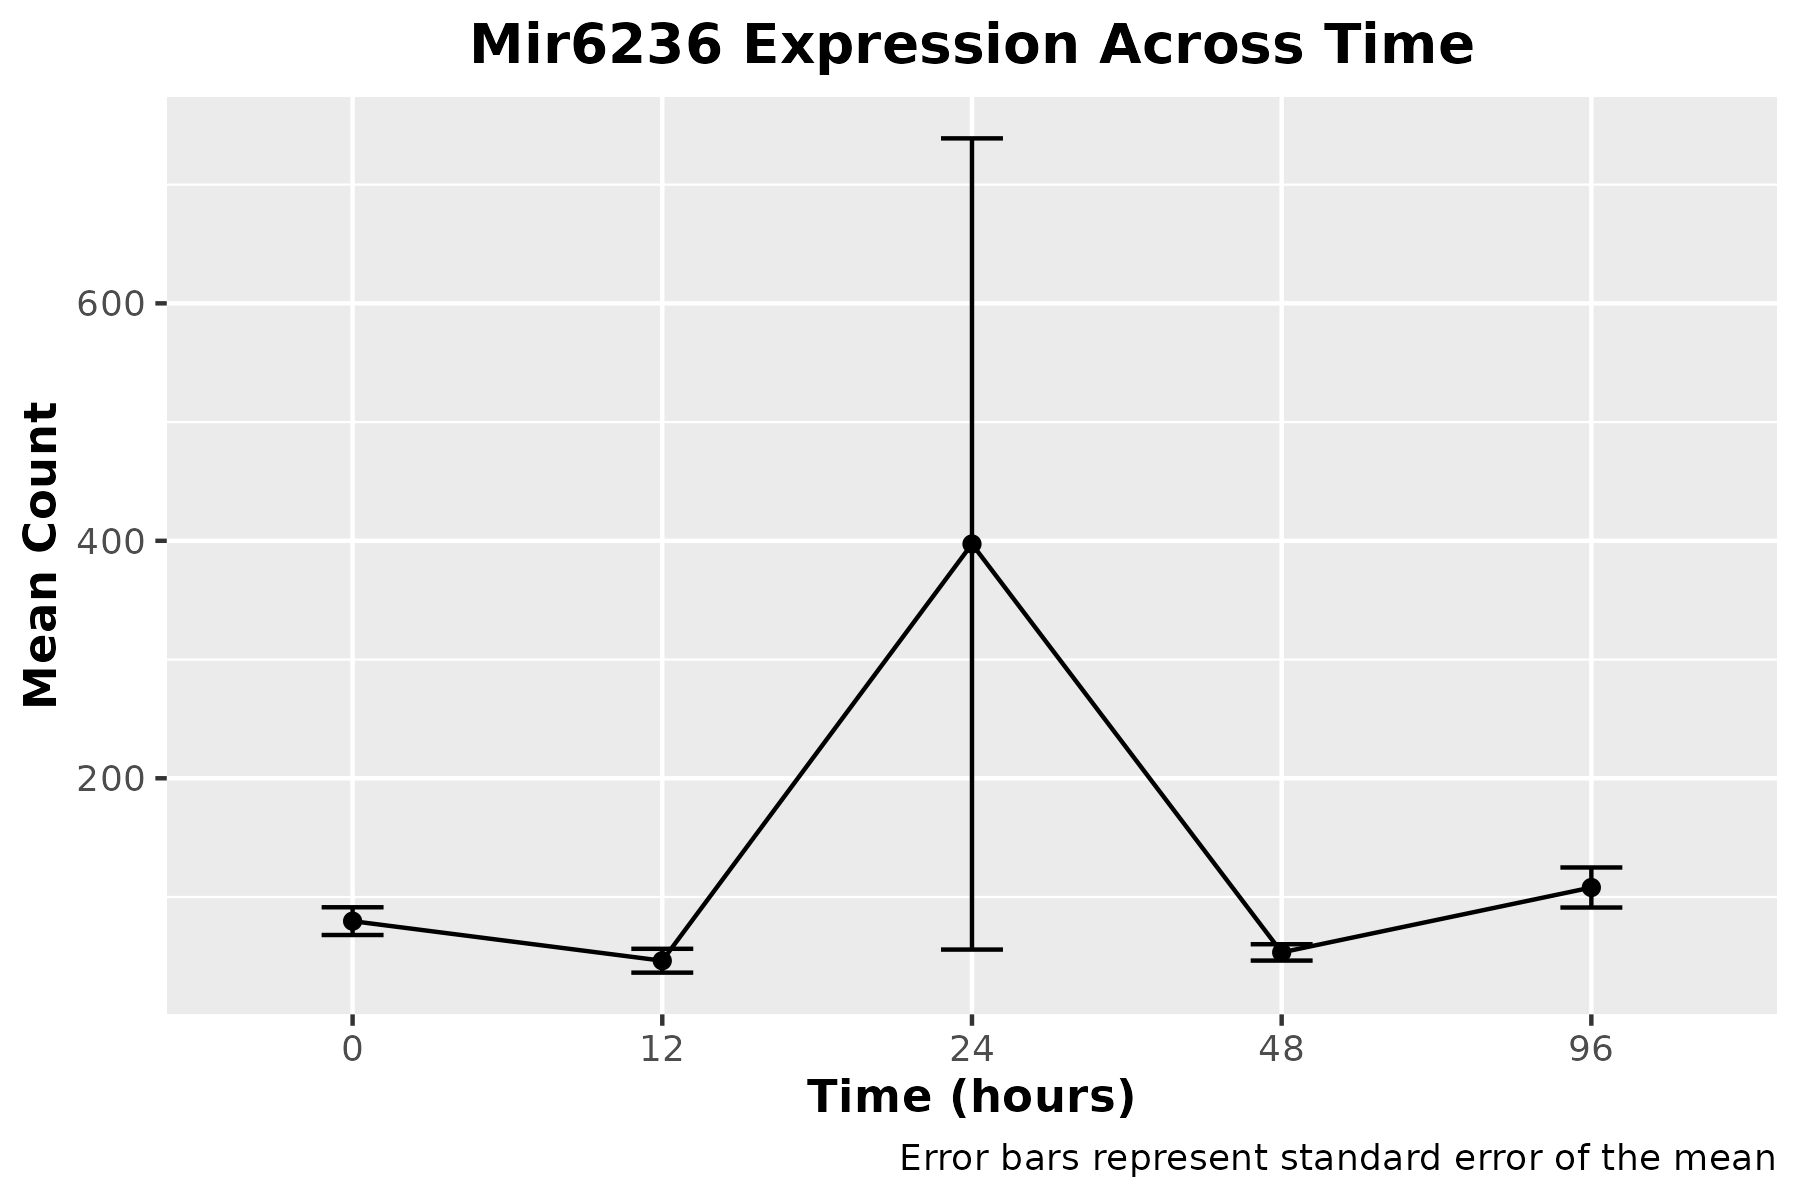 Mir6236 Expression Across Time
Mean Count
600
400
200
0 12 24 48 96
Time (hours)
Error bars represent standard error of the mean